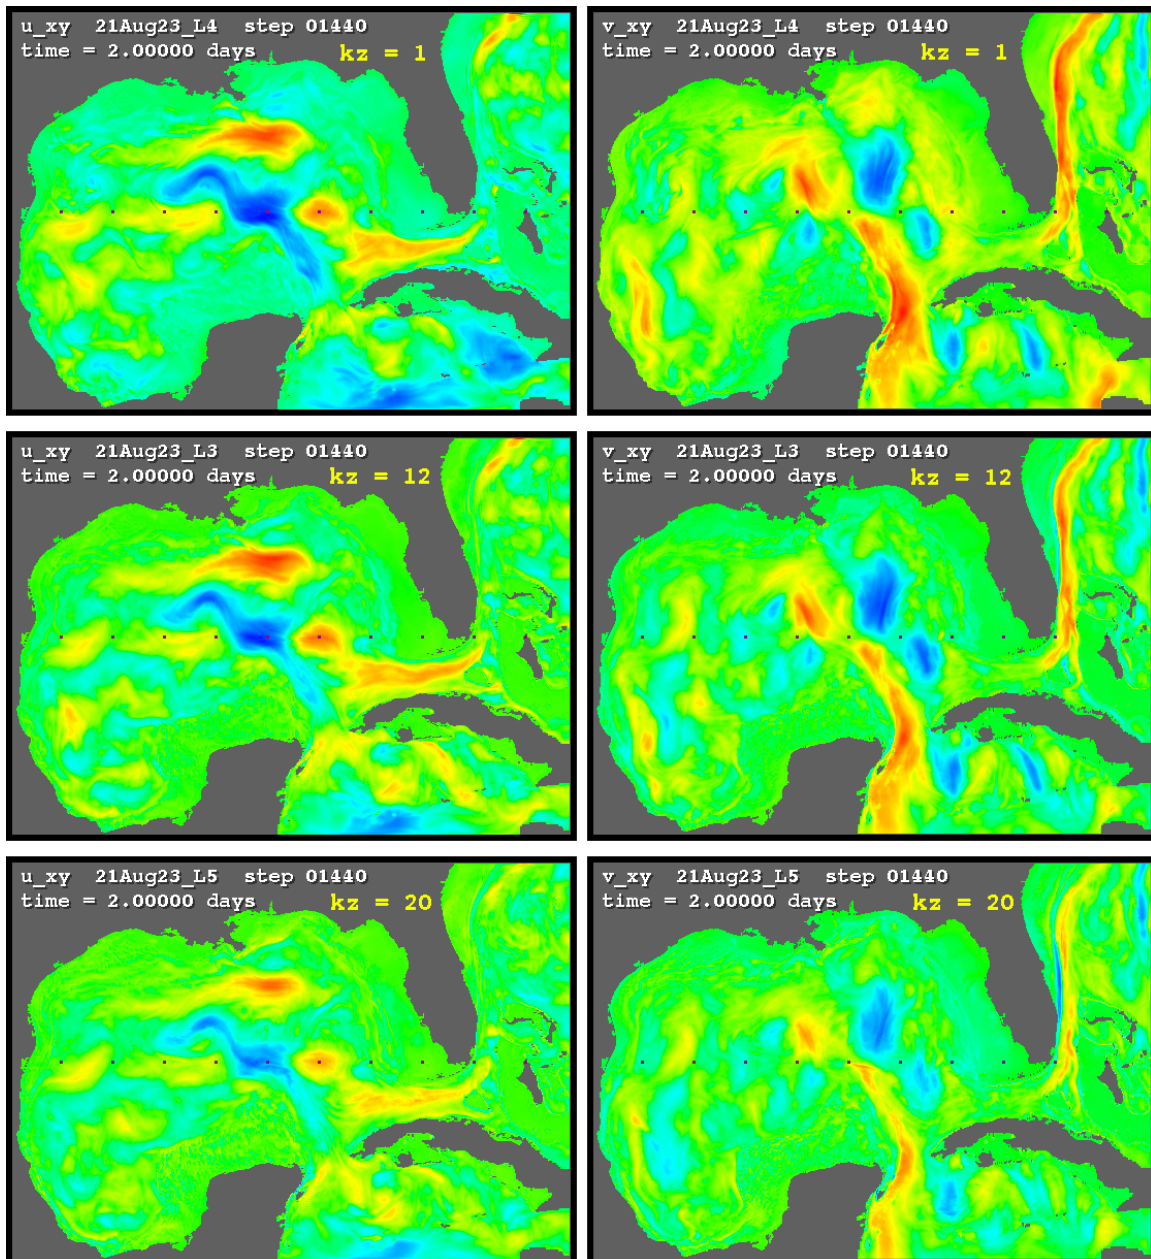 u_xy 21Aug23_L4 step 01440
time = 2.00000 days kz = 1
v_xy 21Aug23_L4 step 01440
time = 2.00000 days kz = 1
u_xy 21Aug23_L3 step 01440
time = 2.00000 days kz = 12
v_xy 21Aug23_L3 step 01440
time = 2.00000 days kz = 12
u_xy 21Aug23_L5 step 01440
time = 2.00000 days kz = 20
v_xy 21Aug23_L5 step 01440
time = 2.00000 days kz = 20